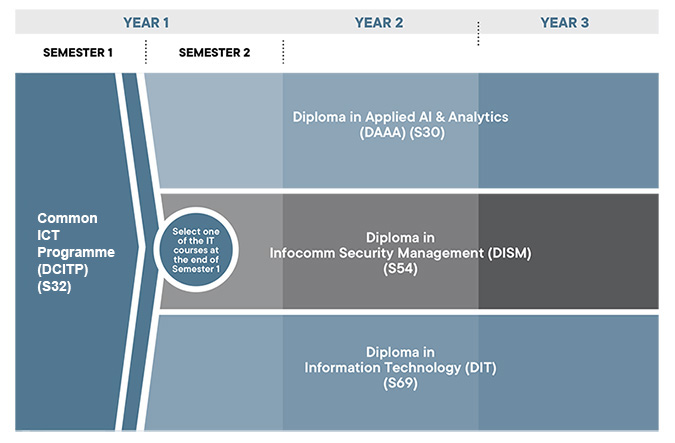 YEAR 1 YEAR 2 YEAR 3
SEMESTER 1 SEMESTER 2
Diploma in Applied AI & Analytics
(DAAA) (S30)
Common
ICT
Programme
(DCITP)
(S32)
Select one
of the IT
courses at
the end of
Semester 1
Diploma in
Infocomm Security Management (DISM)
(S54)
Diploma in
Information Technology (DIT)
(S69)